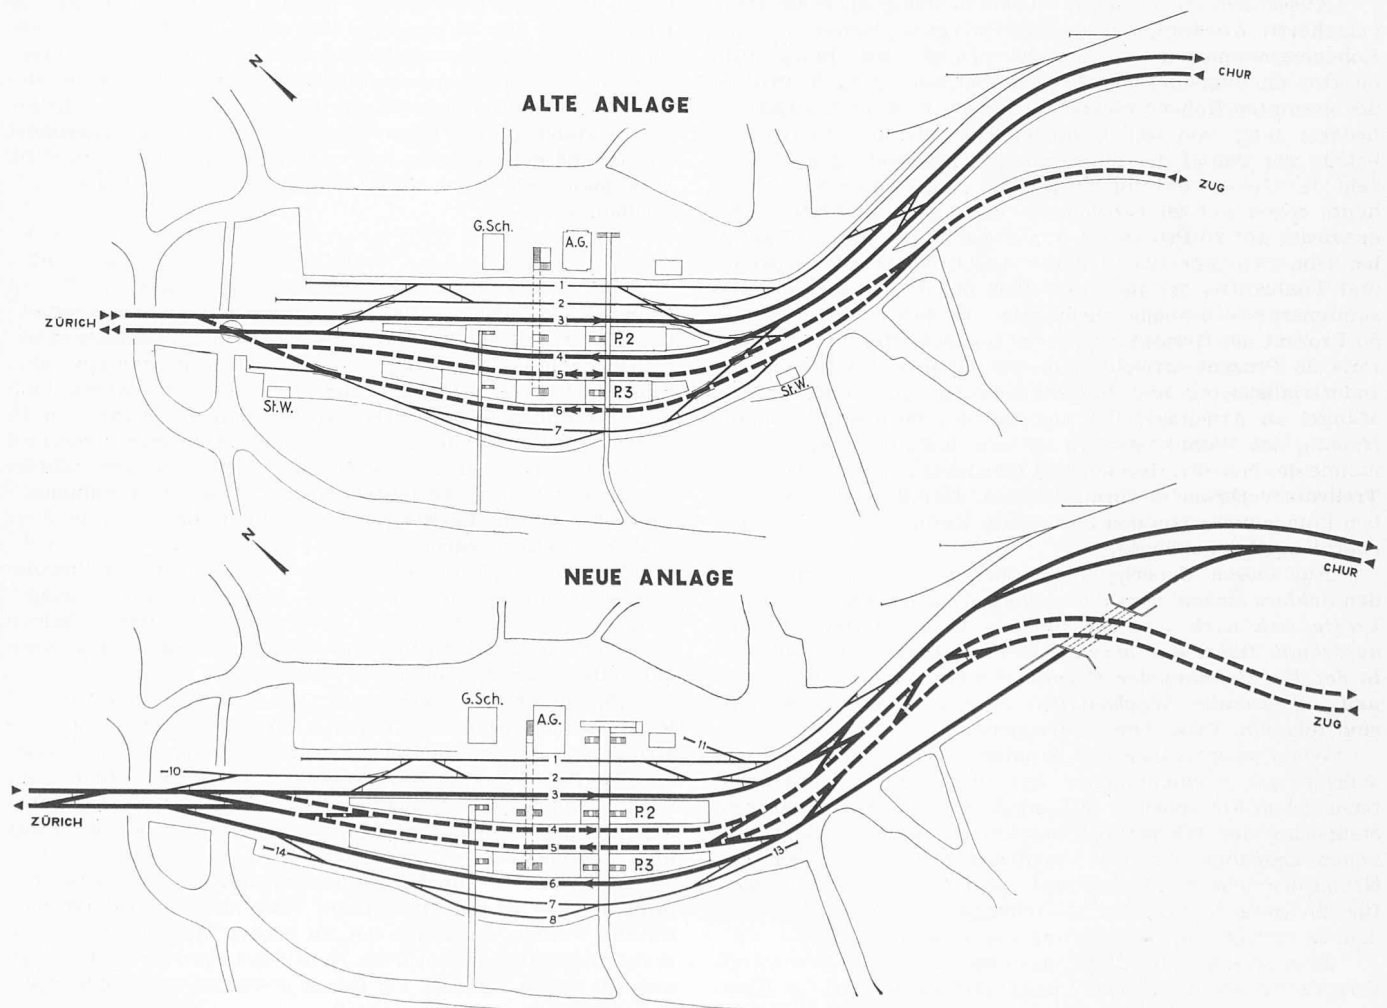 N
ALTE ANLAGE
CHUR
ZUG
G.Sch.
A.G.
1
2
3
ZÜRICH
P.2
4
5
P.3
St.W.
St.W.
6
7
N
NEUE ANLAGE
CHUR
ZUG
G.Sch.
A.G.
11
1
10
2
3
ZÜRICH
P.2
4
5
14
13
P.3
6
7
8